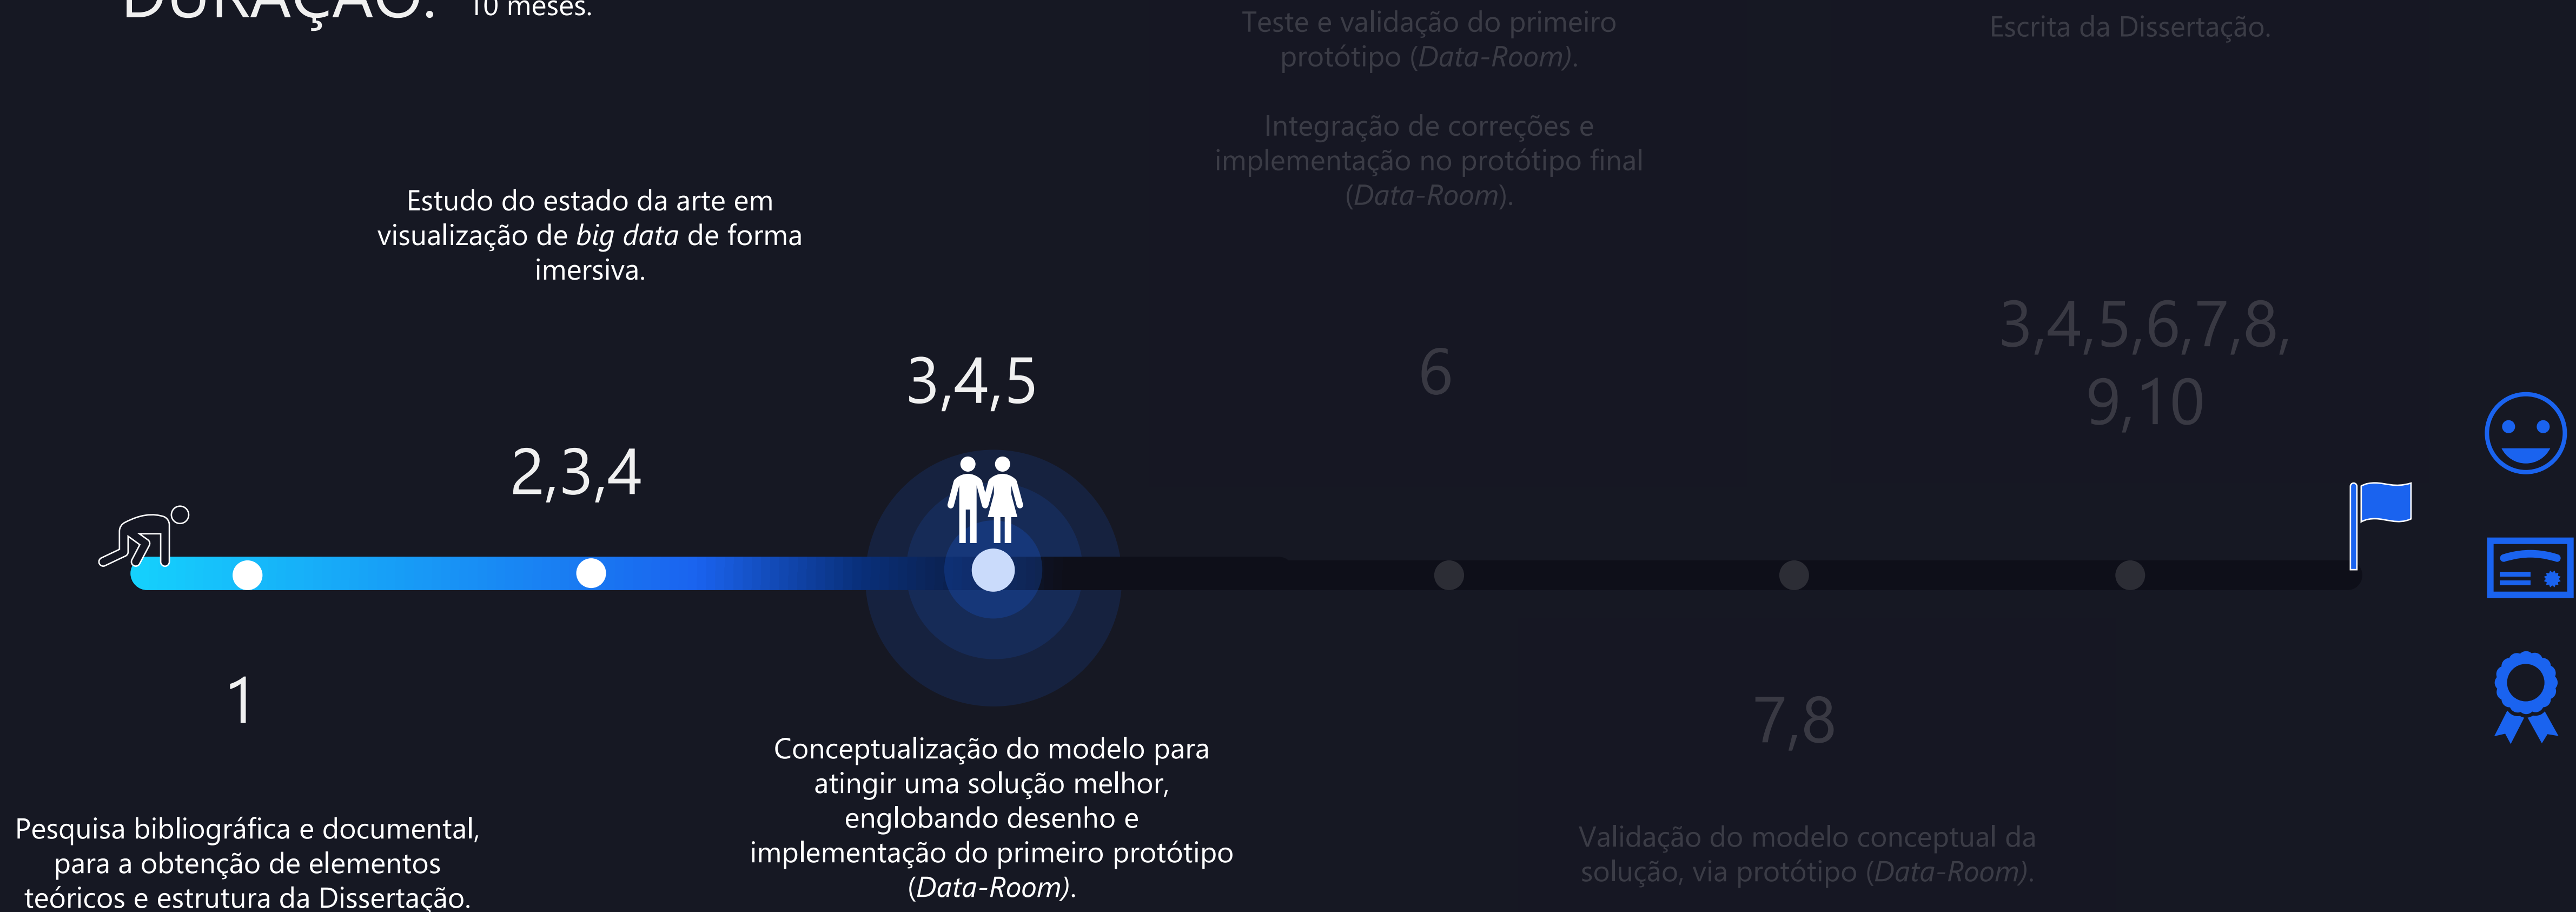 DURAÇÃO: 10 meses.
Teste e validação do primeiro
protótipo (Data-Room).
Integração de correções e
implementação no protótipo final
(Data-Room).
Escrita da Dissertação.
Estudo do estado da arte em
visualização de big data de forma
imersiva.
3,4,5
2,3,4
6
3,4,5,6,7,8,
9,10
1
Pesquisa bibliográfica e documental,
para a obtenção de elementos
teóricos e estrutura da Dissertação.
Conceptualização do modelo para
atingir uma solução melhor,
englobando desenho e
implementação do primeiro protótipo
(Data-Room).
7,8
Validação do modelo conceptual da
solução, via protótipo (Data-Room).